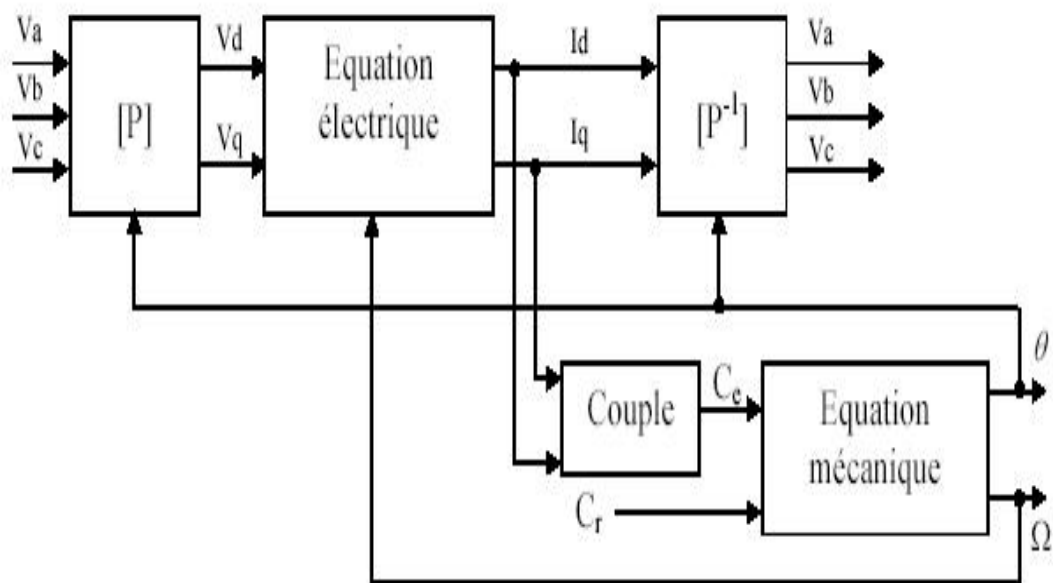 Va
Vb
Vc
[P]
Vd
Vq
Equation
électrique
Id
Iq
[P⁻¹]
Va
Vb
Vc
Couple
Ce
Cr
Equation
mécanique
θ
Ω